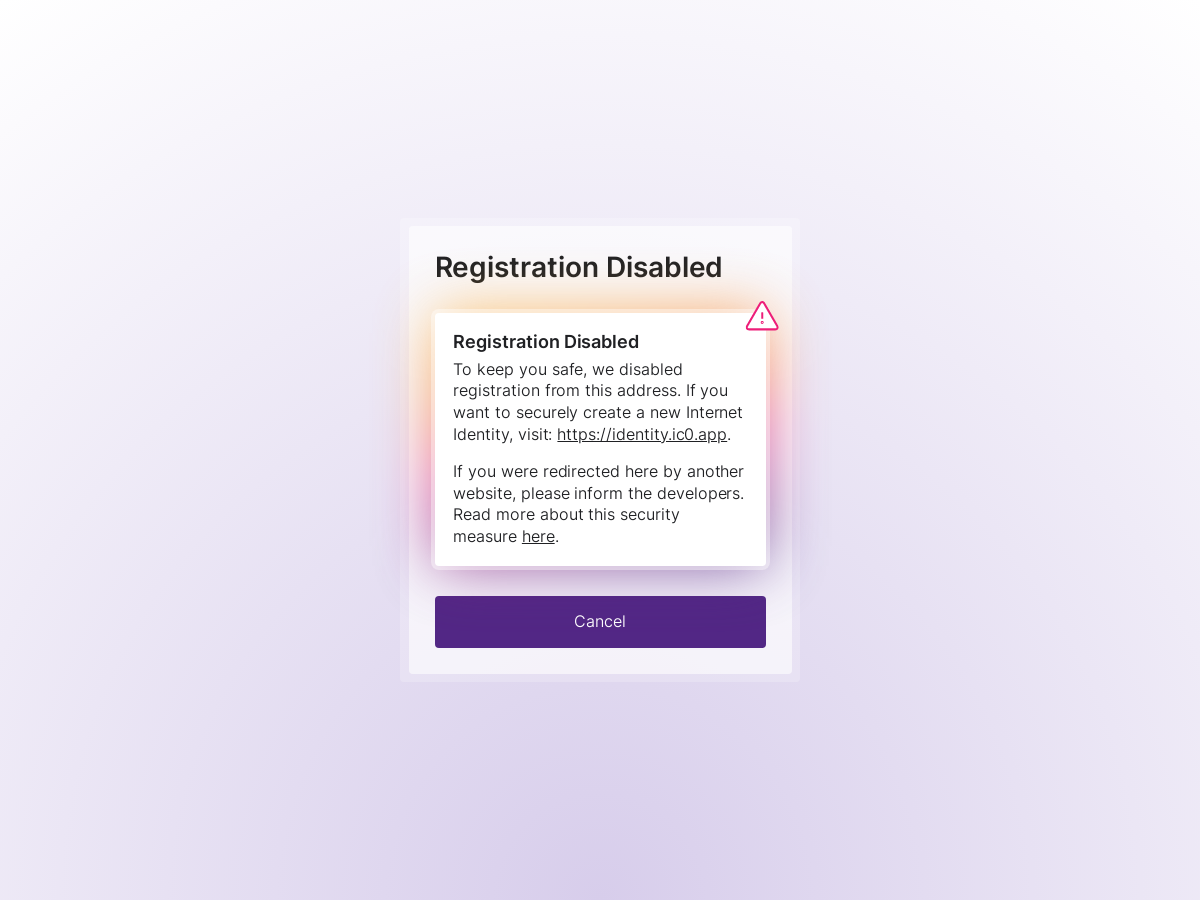 Registration Disabled
Registration Disabled
To keep you safe, we disabled
registration from this address. If you
want to securely create a new Internet
Identity, visit: https://identity.ic0.app.
If you were redirected here by another
website, please inform the developers.
Read more about this security
measure here.
Cancel